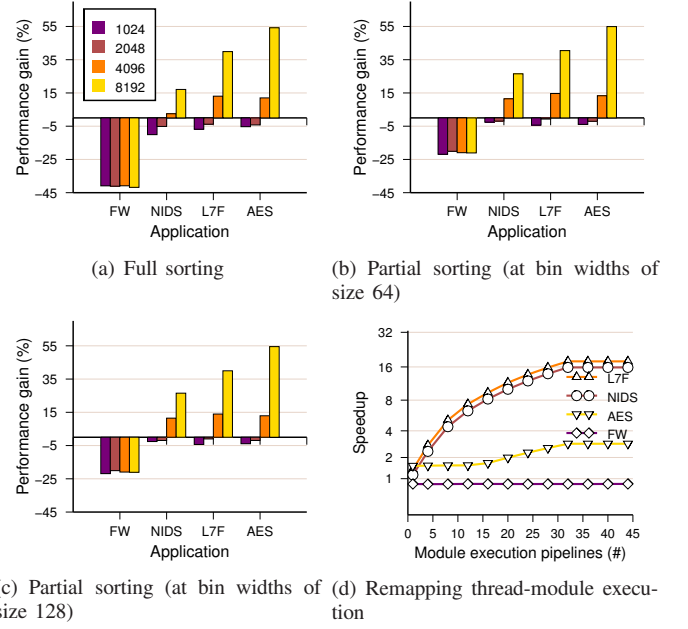 55
35
15
−5
−25
−45
Performance gain (%)
1024
2048
4096
8192
FW NIDS L7F AES
Application
(a) Full sorting
55
35
15
−5
−25
−45
Performance gain (%)
FW NIDS L7F AES
Application
(b) Partial sorting (at bin widths of
size 64)
55
35
15
−5
−25
−45
Performance gain (%)
FW NIDS L7F AES
Application
(c) Partial sorting (at bin widths of
size 128)
32
16
8
4
2
1
Speedup
L7F
NIDS
AES
FW
0 5 10 15 20 25 30 35 40 45
Module execution pipelines (#)
(d) Remapping thread-module execu-
tion